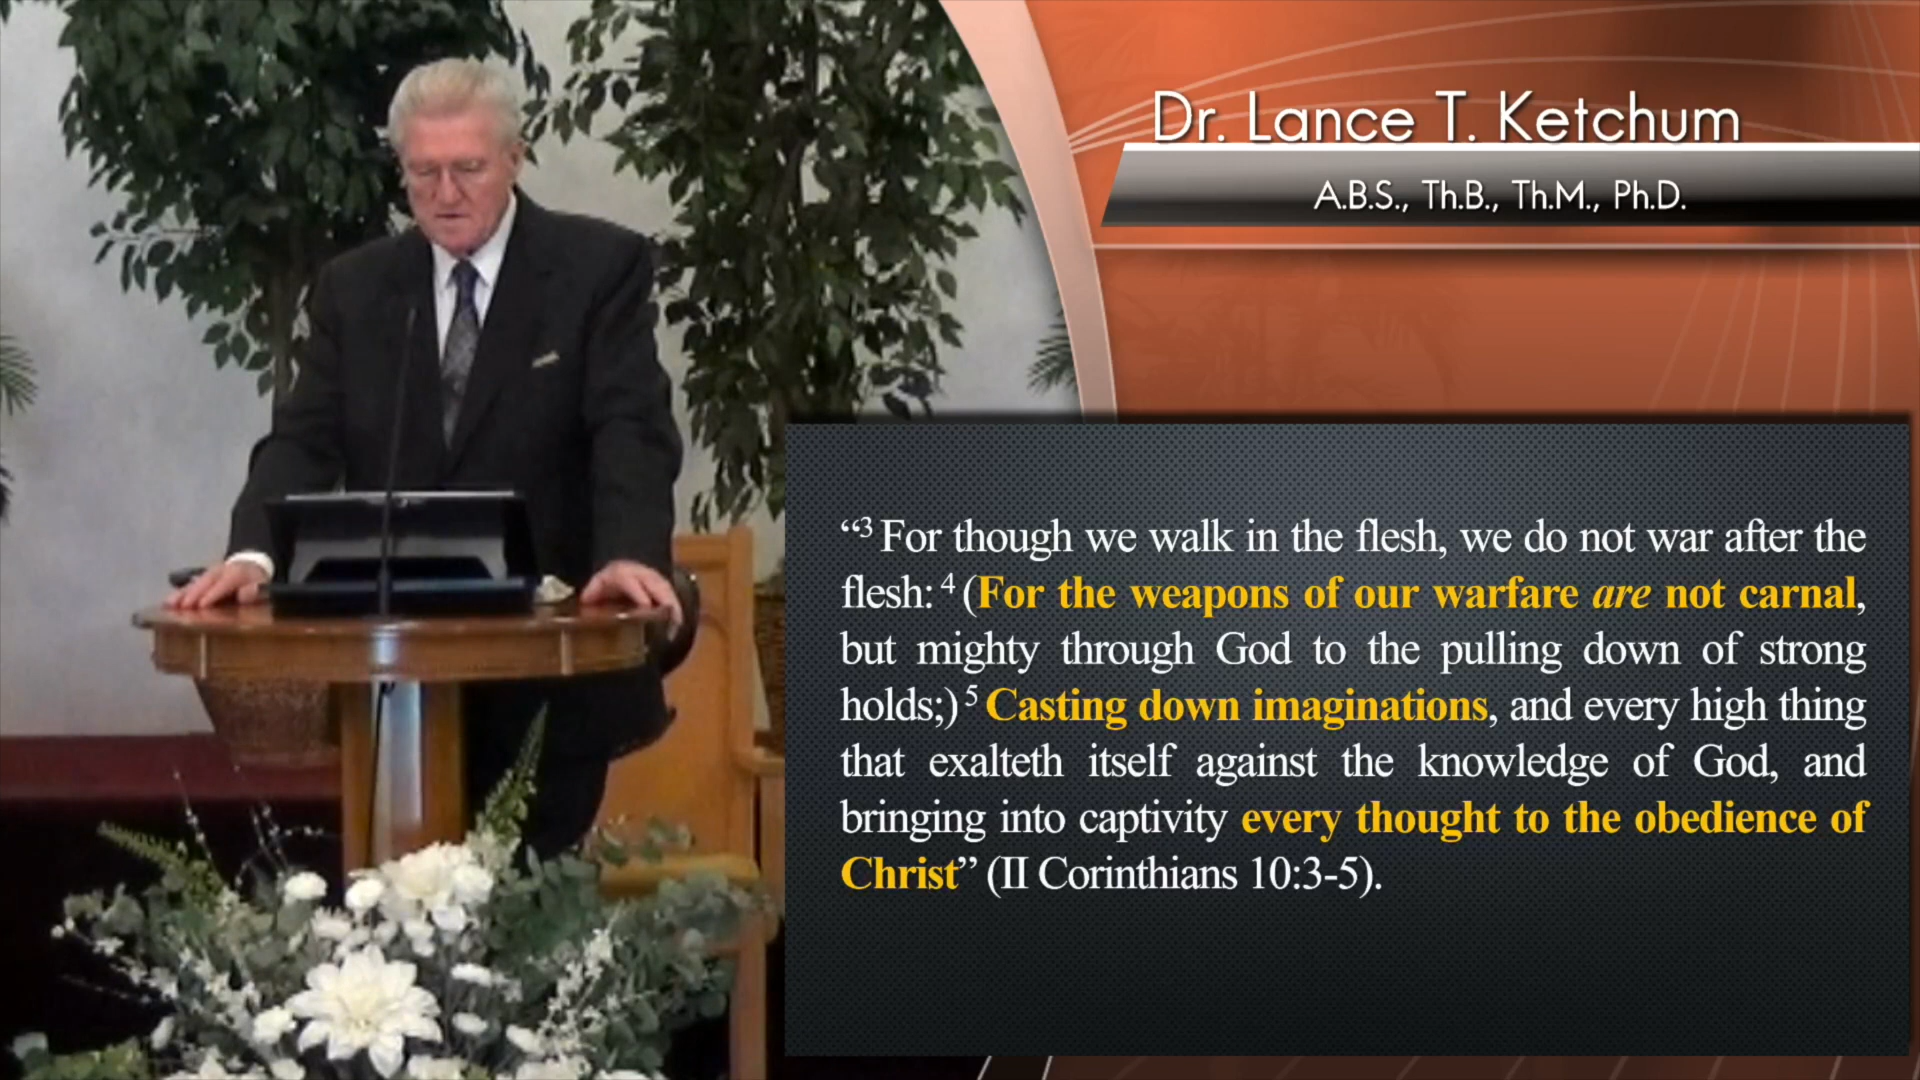 Dr. Lance T. Ketchum
A.B.S., Th.B., Th.M., Ph.D.
“³ For though we walk in the flesh, we do not war after the
flesh: ⁴ (For the weapons of our warfare are not carnal,
but mighty through God to the pulling down of strong
holds;) ⁵ Casting down imaginations, and every high thing
that exalteth itself against the knowledge of God, and
bringing into captivity every thought to the obedience of
Christ” (II Corinthians 10:3-5).